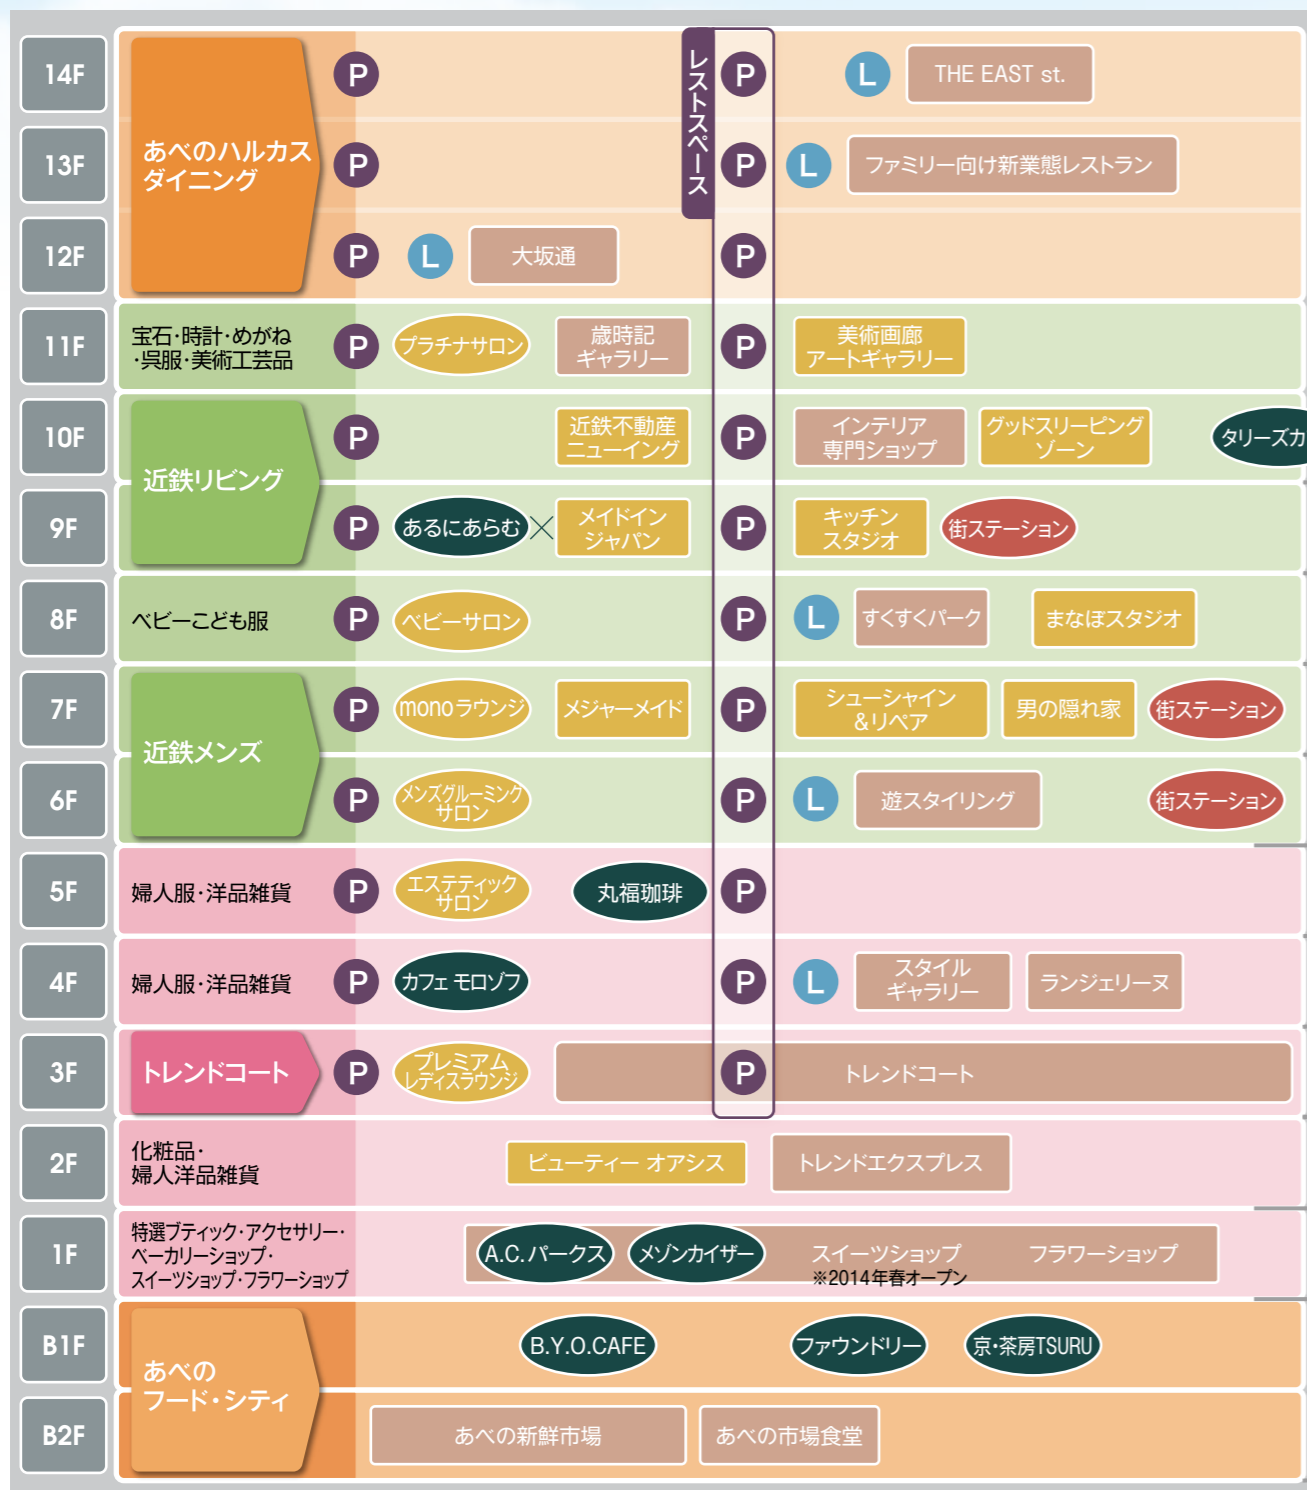 レストスペース
14F
あべのハルカス
ダイニング
P
P
L
THE EAST st.
13F
P
P
L
ファミリー向け新業態レストラン
12F
P
L
大坂通
P
11F
宝石・時計・めがね
・呉服・美術工芸品
P
プラチナサロン
歳時記
ギャラリー
P
美術画廊
アートギャラリー
10F
近鉄リビング
P
近鉄不動産
ニューイング
P
インテリア
専門ショップ
グッドスリーピング
ゾーン
タリーズカ
9F
P
あるにあらむ
×
メイドイン
ジャパン
P
キッチン
スタジオ
街ステーション
8F
ベビーこども服
P
ベビーサロン
P
L
すくすくパーク
まなぼスタジオ
7F
近鉄メンズ
P
monoラウンジ
メジャーメイド
P
シューシャイン
&リペア
男の隠れ家
街ステーション
6F
P
メンズグルーミング
サロン
P
L
遊スタイリング
街ステーション
5F
婦人服・洋品雑貨
P
エステティック
サロン
丸福珈琲
P
4F
婦人服・洋品雑貨
P
カフェ モロゾフ
P
L
スタイル
ギャラリー
ランジェリーヌ
3F
トレンドコート
P
プレミアム
レディスラウンジ
P
トレンドコート
2F
化粧品・
婦人洋品雑貨
ビューティー オアシス
トレンドエクスプレス
1F
特選ブティック・アクセサリー・
ベーカリーショップ・
スイーツショップ・フラワーショップ
A.C.パークス
メゾンカイザー
スイーツショップ
※2014年春オープン
フラワーショップ
B1F
あべの
フード・シティ
B.Y.O.CAFE
ファウンドリー
京・茶房TSURU
B2F
あべの新鮮市場
あべの市場食堂